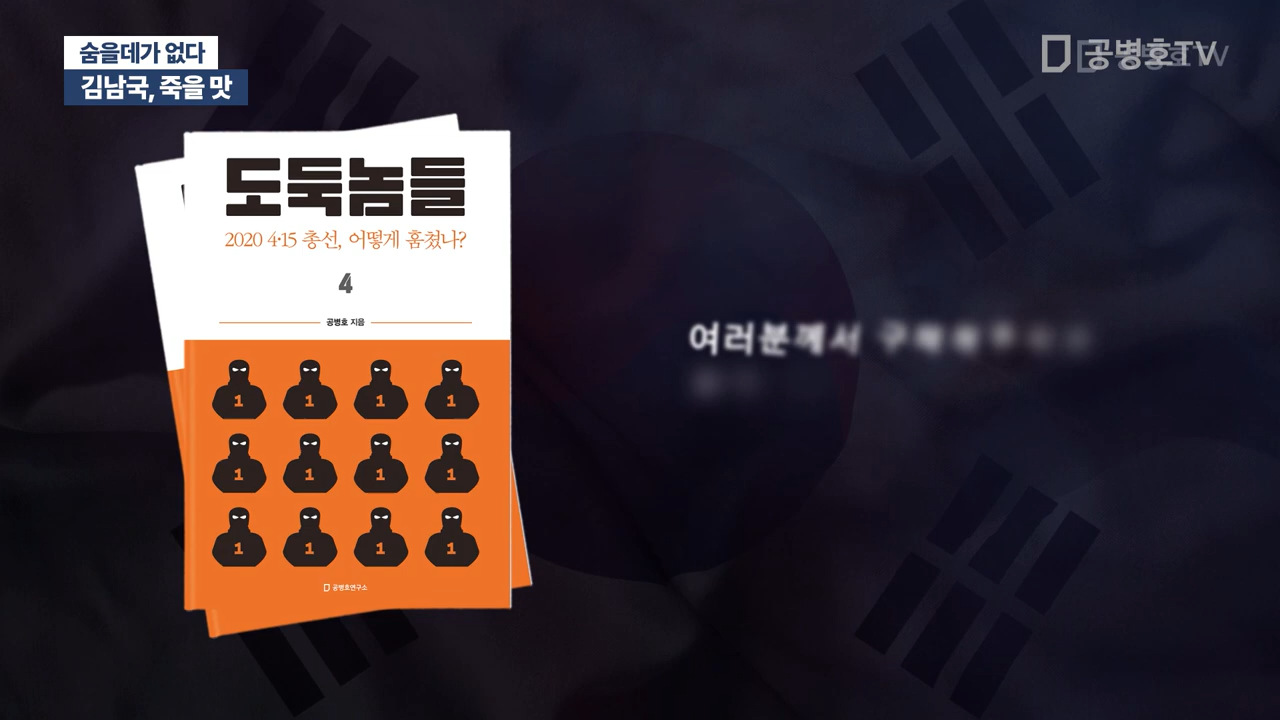 숨을데가 없다
김남국, 죽을 맛
공병호TV
도둑놈들
2020 4·15 총선, 어떻게 훔쳤나?
4
공병호 지음
1 1 1 1
1 1 1 1
1 1 1 1
공병호연구소
여러분께서